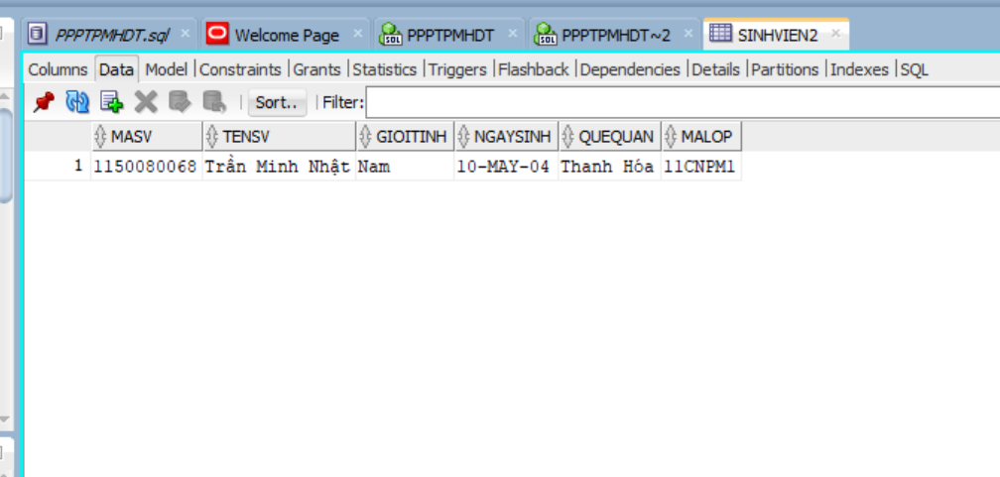 PPPTPMHDT.sql Welcome Page PPPTPMHDT PPPTPMHDT~2 SINHVIEN2
Columns Data Model Constraints Grants Statistics Triggers Flashback Dependencies Details Partitions Indexes SQL
Sort.. Filter:
MASV TENSV GIOITINH NGAYSINH QUEQUAN MALOP
1 1150080068 Trần Minh Nhật Nam 10-MAY-04 Thanh Hóa 11CNPM1